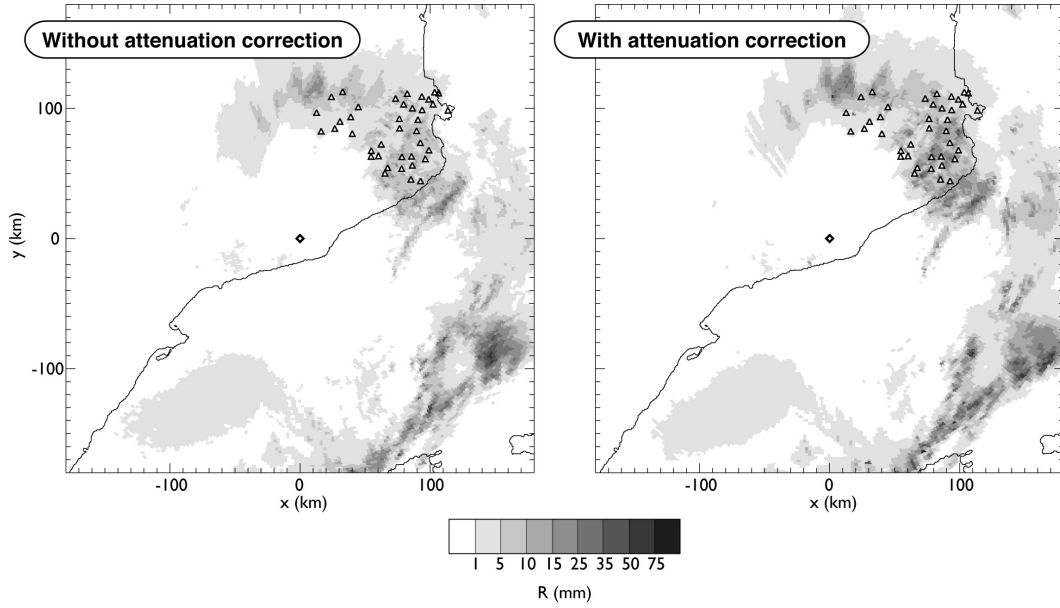 Without attenuation correction
With attenuation correction
100
0
-100
y (km)
-100
0
100
x (km)
-100
0
100
x (km)
1
5
10
15
25
35
50
75
R (mm)